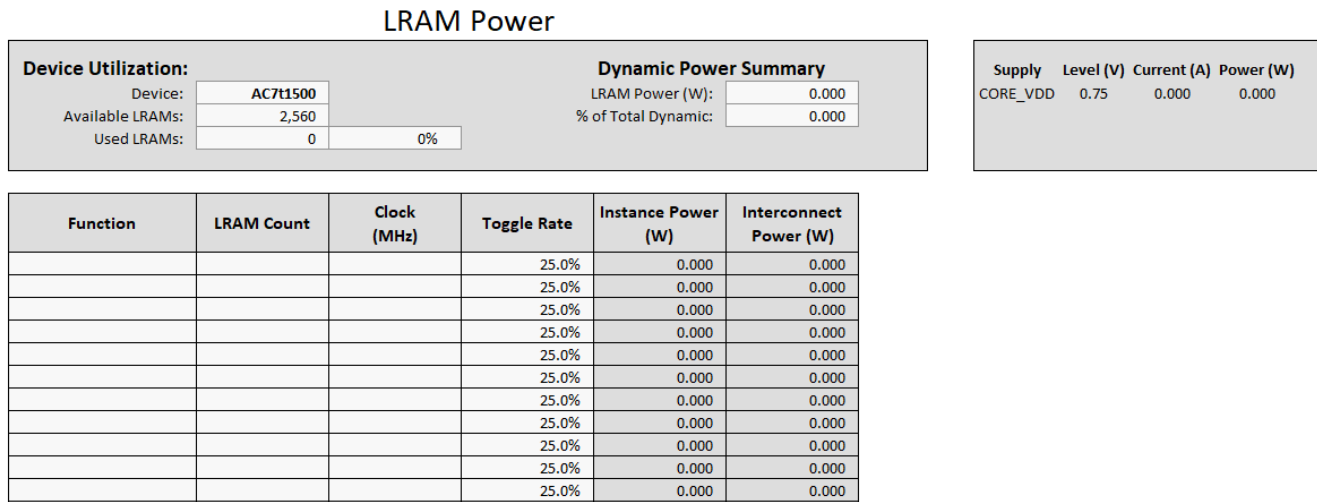 LRAM Power
Device Utilization:
Device: AC7t1500
Available LRAMs: 2,560
Used LRAMs: 0 0%
Dynamic Power Summary
LRAM Power (W): 0.000
% of Total Dynamic: 0.000
Supply Level (V) Current (A) Power (W)
CORE_VDD 0.75 0.000 0.000
Function LRAM Count Clock (MHz) Toggle Rate Instance Power (W) Interconnect Power (W)
25.0% 0.000 0.000
25.0% 0.000 0.000
25.0% 0.000 0.000
25.0% 0.000 0.000
25.0% 0.000 0.000
25.0% 0.000 0.000
25.0% 0.000 0.000
25.0% 0.000 0.000
25.0% 0.000 0.000
25.0% 0.000 0.000
25.0% 0.000 0.000